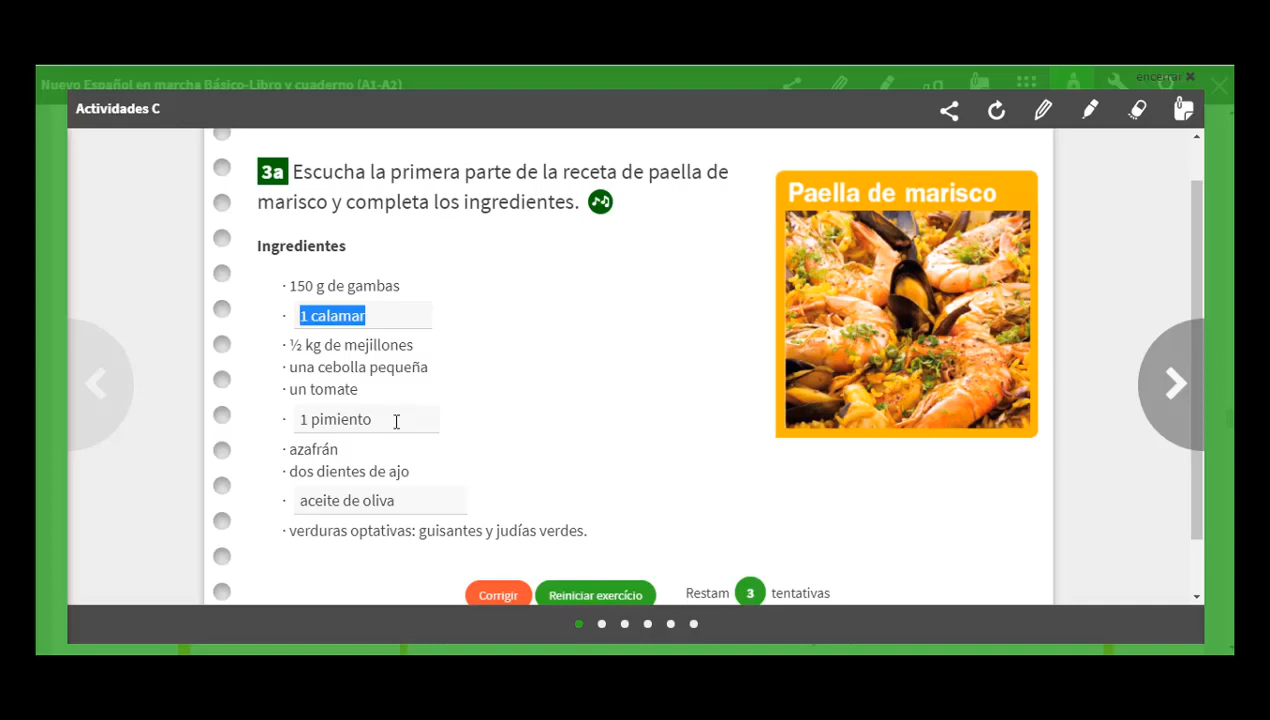 Nuevo Español en marcha Básico-Libro y cuaderno (A1-A2)
encerrar ✖
Actividades C
3a Escucha la primera parte de la receta de paella de
marisco y completa los ingredientes.
Paella de marisco
Ingredientes
· 150 g de gambas
· 1 calamar
· ½ kg de mejillones
· una cebolla pequeña
· un tomate
· 1 pimiento
· azafrán
· dos dientes de ajo
· aceite de oliva
· verduras optativas: guisantes y judías verdes.
Corrigir Reiniciar exercício Restam 3 tentativas